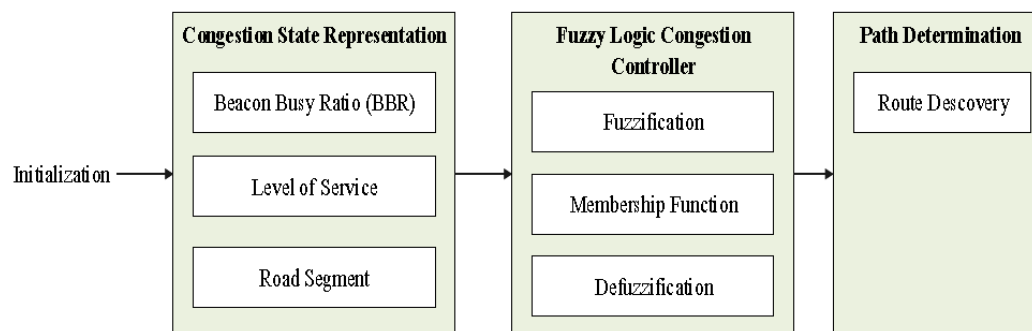 Initialization
Congestion State Representation
Beacon Busy Ratio (BBR)
Level of Service
Road Segment
Fuzzy Logic Congestion
Controller
Fuzzification
Membership Function
Defuzzification
Path Determination
Route Descovery